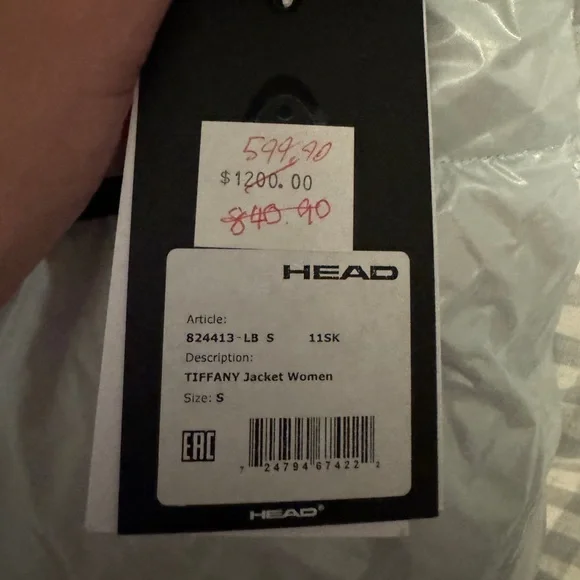 599.90
$1200.00
840.90
HEAD
Article:
824413-LB S 11SK
Description:
TIFFANY Jacket Women
Size: S
EAC
7 24794 67422
HEAD®